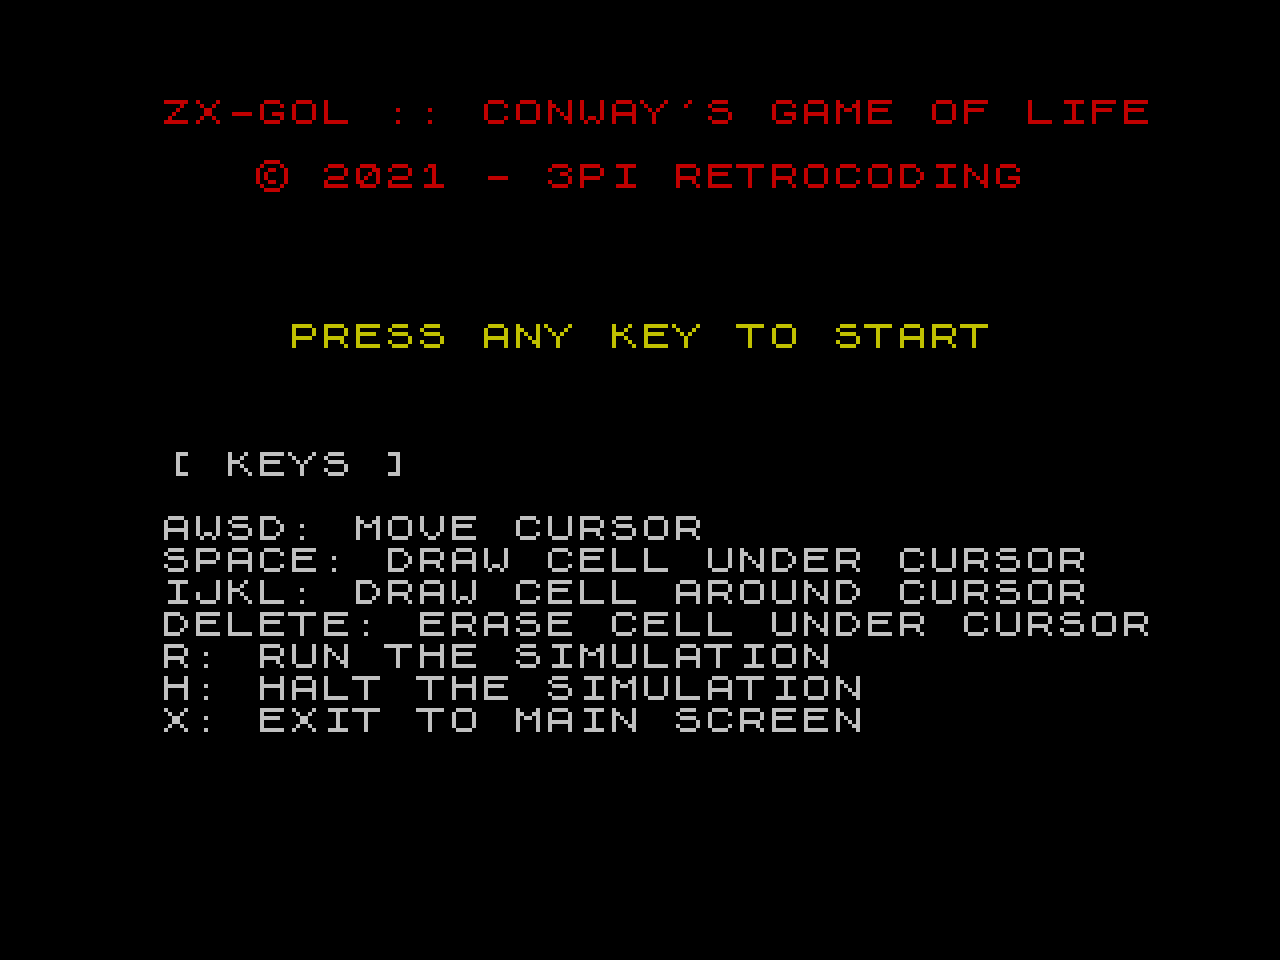 ZX-GOL :: CONWAY'S GAME OF LIFE
© 2021 - 3PI RETROCODING
PRESS ANY KEY TO START
[ KEYS ]
AWSD: MOVE CURSOR
SPACE: DRAW CELL UNDER CURSOR
IJKL: DRAW CELL AROUND CURSOR
DELETE: ERASE CELL UNDER CURSOR
R: RUN THE SIMULATION
H: HALT THE SIMULATION
X: EXIT TO MAIN SCREEN